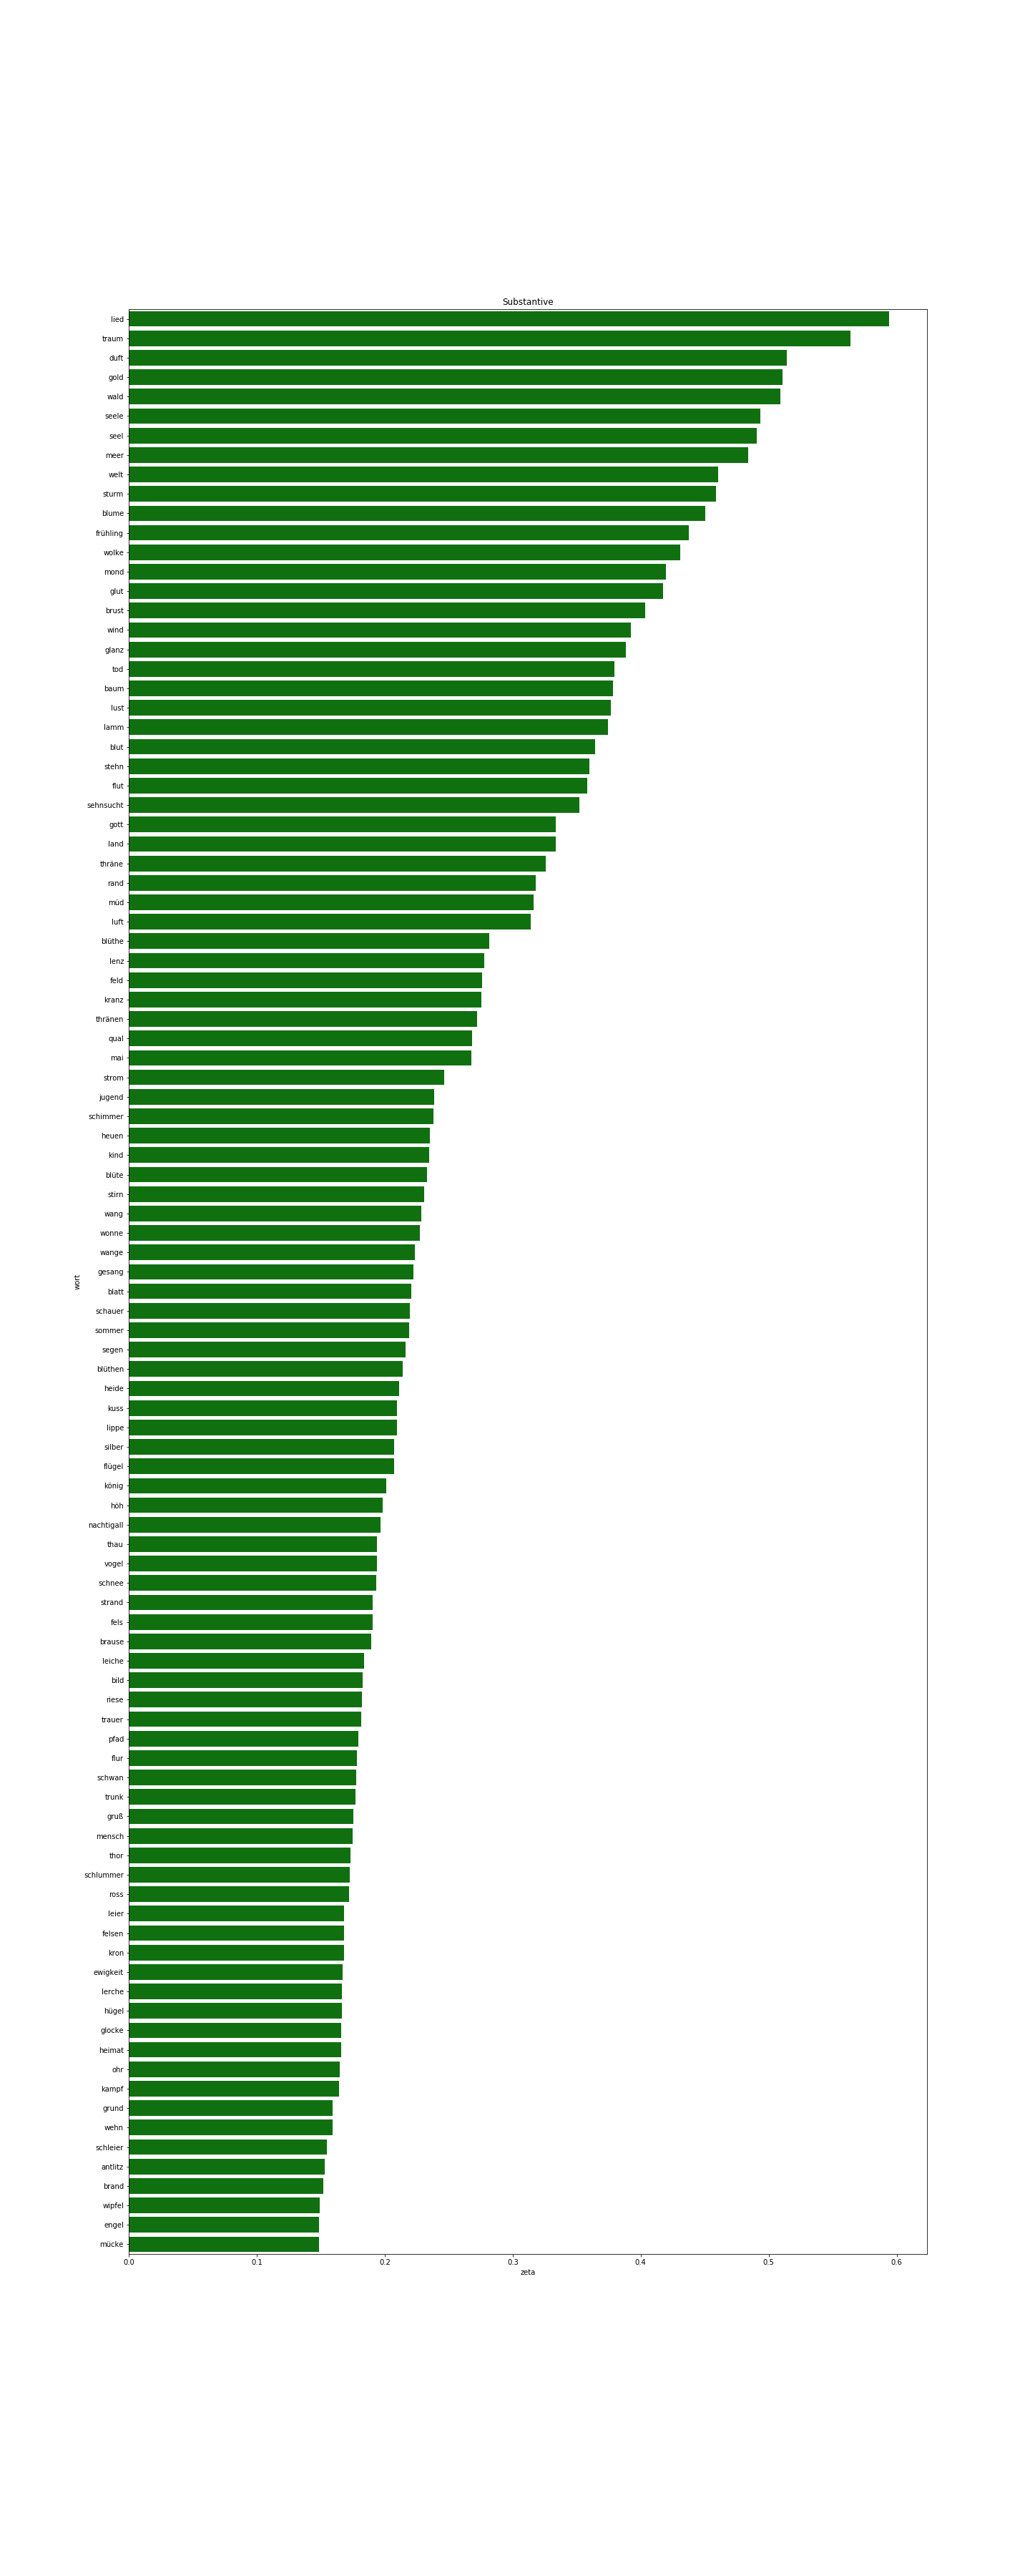 Substantive
lied
traum
duft
gold
wald
seele
seel
meer
welt
sturm
blume
frühling
wolke
mond
glut
brust
wind
glanz
tod
baum
lust
lamm
blut
stehn
flut
sehnsucht
gott
land
thräne
rand
müd
luft
blüthe
lenz
feld
kranz
thränen
qual
mai
strom
jugend
schimmer
heuen
kind
blüte
stirn
wang
wonne
wange
gesang
blatt
schauer
sommer
segen
blüthen
heide
kuss
lippe
silber
flügel
könig
höh
nachtigall
thau
vogel
schnee
strand
fels
brause
leiche
bild
riese
trauer
pfad
flur
schwan
trunk
gruß
mensch
thor
schlummer
ross
leier
felsen
kron
ewigkeit
lerche
hügel
glocke
heimat
ohr
kampf
grund
wehn
schleier
antlitz
brand
wipfel
engel
mücke
wort
0.0 0.1 0.2 0.3 0.4 0.5 0.6
zeta